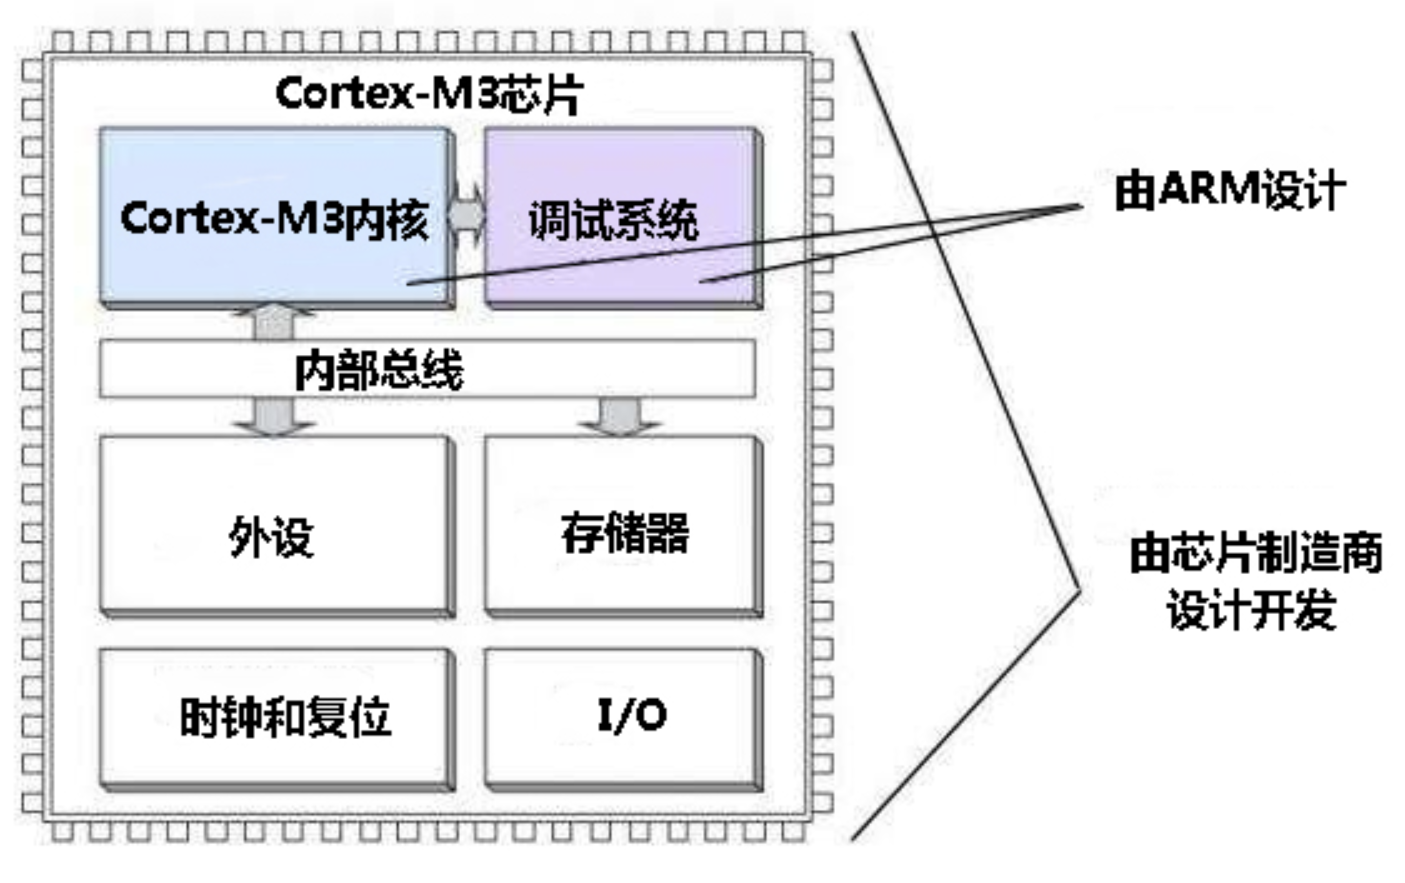 Cortex-M3芯片
Cortex-M3内核
调试系统
由ARM设计
内部总线
外设
存储器
由芯片制造商
设计开发
时钟和复位
I/O